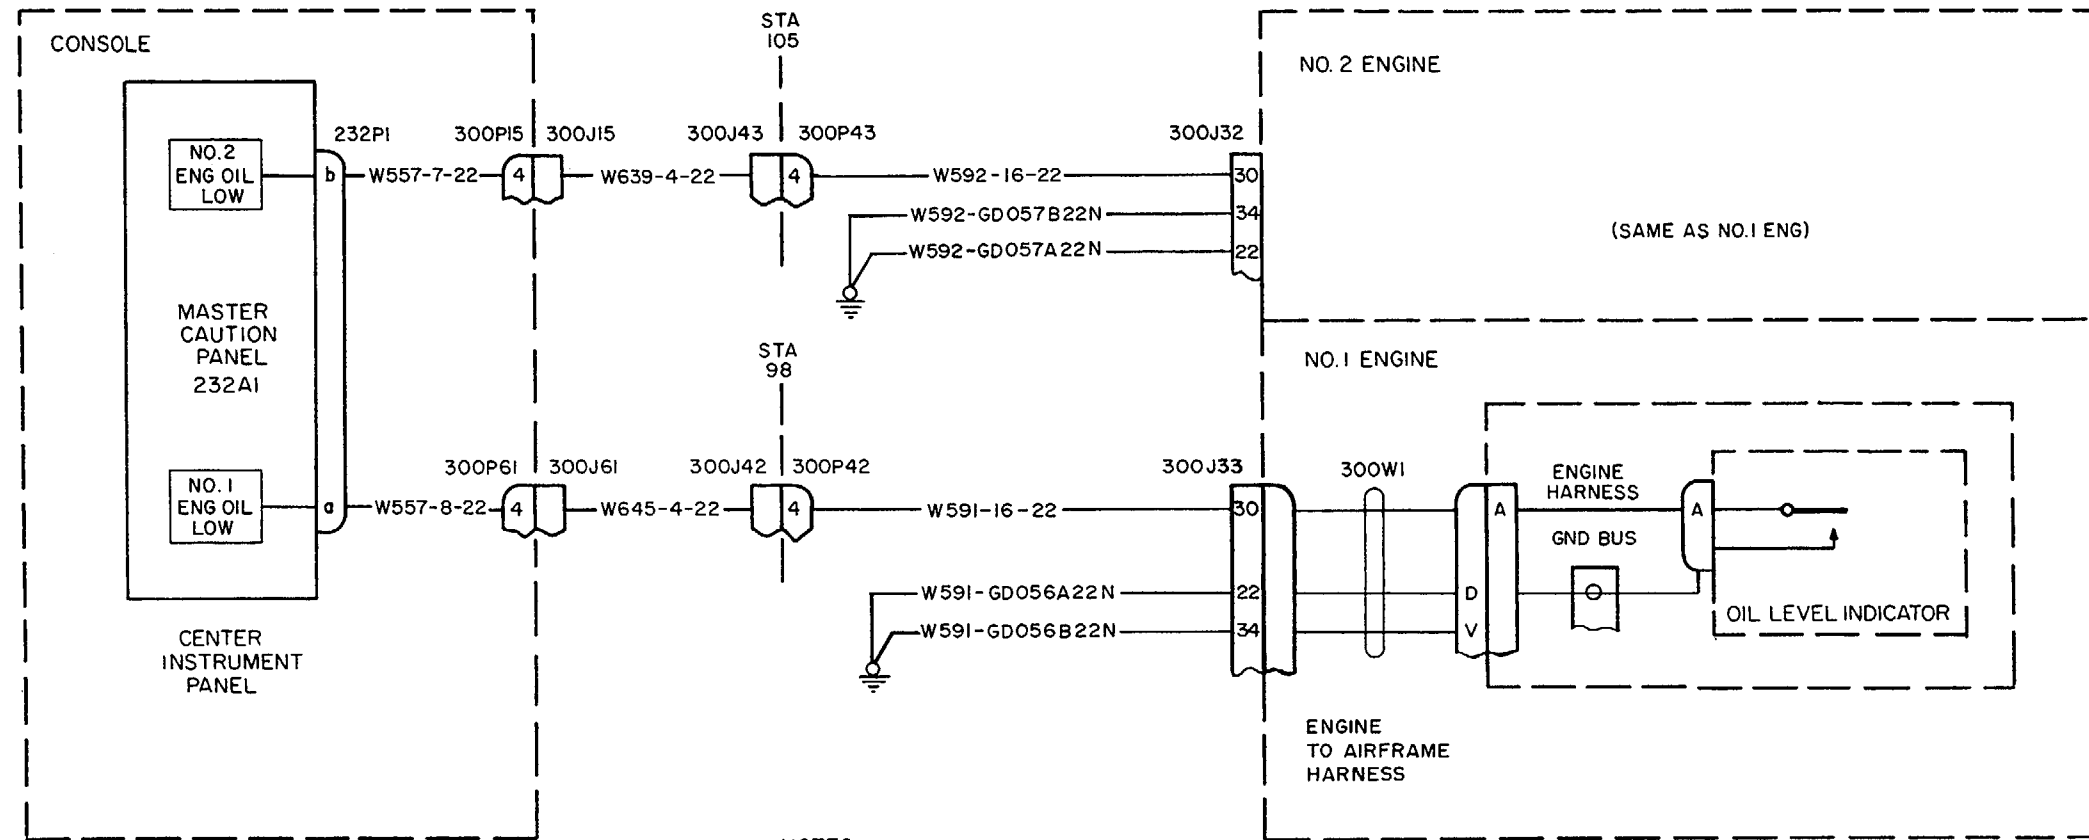 CONSOLE
STA
105
NO. 2 ENGINE
232P1
300P15
300J15
300J43
300P43
300J32
NO. 2
ENG OIL
LOW
b
W557-7-22
4
W639-4-22
4
W592-16-22
30
W592-GD057B22N
34
W592-GD057A22N
22
(SAME AS NO. 1 ENG)
MASTER
CAUTION
PANEL
232A1
STA
98
NO. 1 ENGINE
300P61
300J61
300J42
300P42
300J33
300W1
NO. 1
ENG OIL
LOW
a
W557-8-22
4
W645-4-22
4
W591-16-22
30
A
ENGINE
HARNESS
A
GND BUS
W591-GD056A22N
22
D
W591-GD056B22N
34
V
OIL LEVEL INDICATOR
CENTER
INSTRUMENT
PANEL
ENGINE
TO AIRFRAME
HARNESS